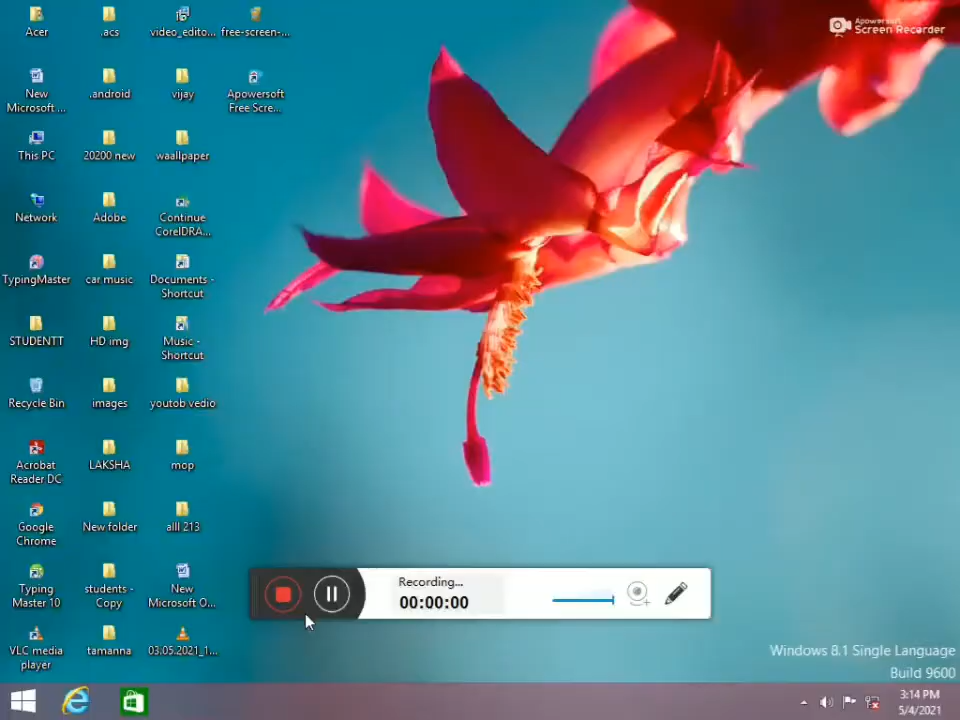 Acer
.acs
video_edito...
free-screen-...
Apowersoft
Screen Recorder
New
Microsoft ...
.android
vijay
Apowersoft
Free Scre...
This PC
20200 new
waallpaper
Network
Adobe
Continue
CorelDRA...
TypingMaster
car music
Documents -
Shortcut
STUDENTT
HD img
Music -
Shortcut
Recycle Bin
images
youtob vedio
Acrobat
Reader DC
LAKSHA
mop
Google
Chrome
New folder
alll 213
Typing
Master 10
students -
Copy
New
Microsoft O...
VLC media
player
tamanna
03.05.2021_1...
Recording...
00:00:00
Windows 8.1 Single Language
Build 9600
3:14 PM
5/4/2021